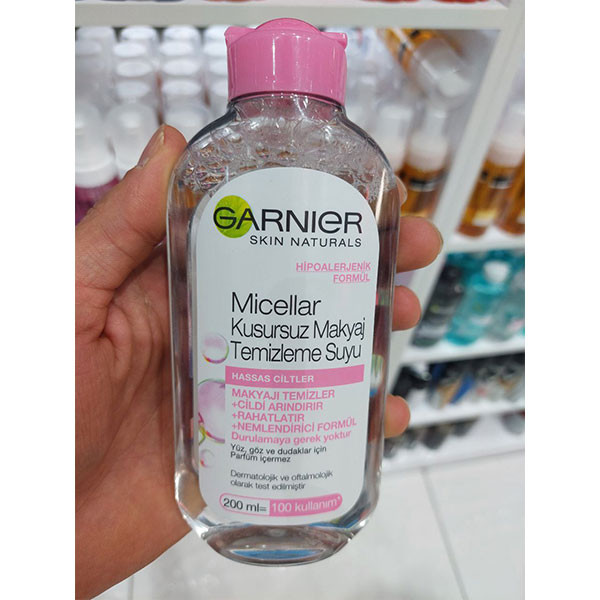 GARNIER
SKIN NATURALS
HİPOALERJENİK
FORMÜL
Micellar
Kusursuz Makyaj
Temizleme Suyu
HASSAS CİLTLER
MAKYAJI TEMİZLER
+CİLDİ ARINDIRIR
+RAHATLATIR
+NEMLENDİRİCİ FORMÜL
Durulamaya gerek yoktur
Yüz, göz ve dudaklar için
Parfüm içermez
Dermatolojik ve oftalmolojik
olarak test edilmiştir
200 ml= 100 kullanım*